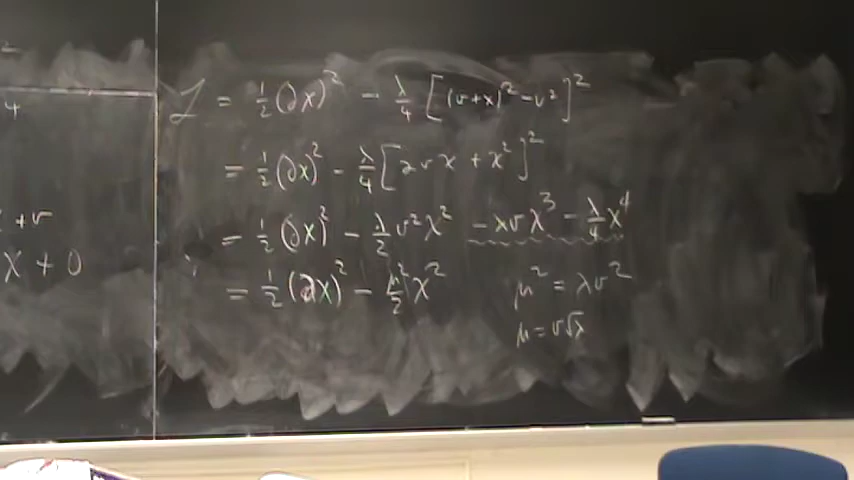 4
+ v
χ + 0
ℒ = ½(∂χ)² − λ/4 [(v+χ)² − v²]²
= ½(∂χ)² − λ/4 [2vχ + χ²]²
= ½(∂χ)² − λ/2 v²χ² − λvχ³ − λ/4 χ⁴
= ½(∂χ)² − μ²/2 χ²
μ² = λv²
μ = v√λ